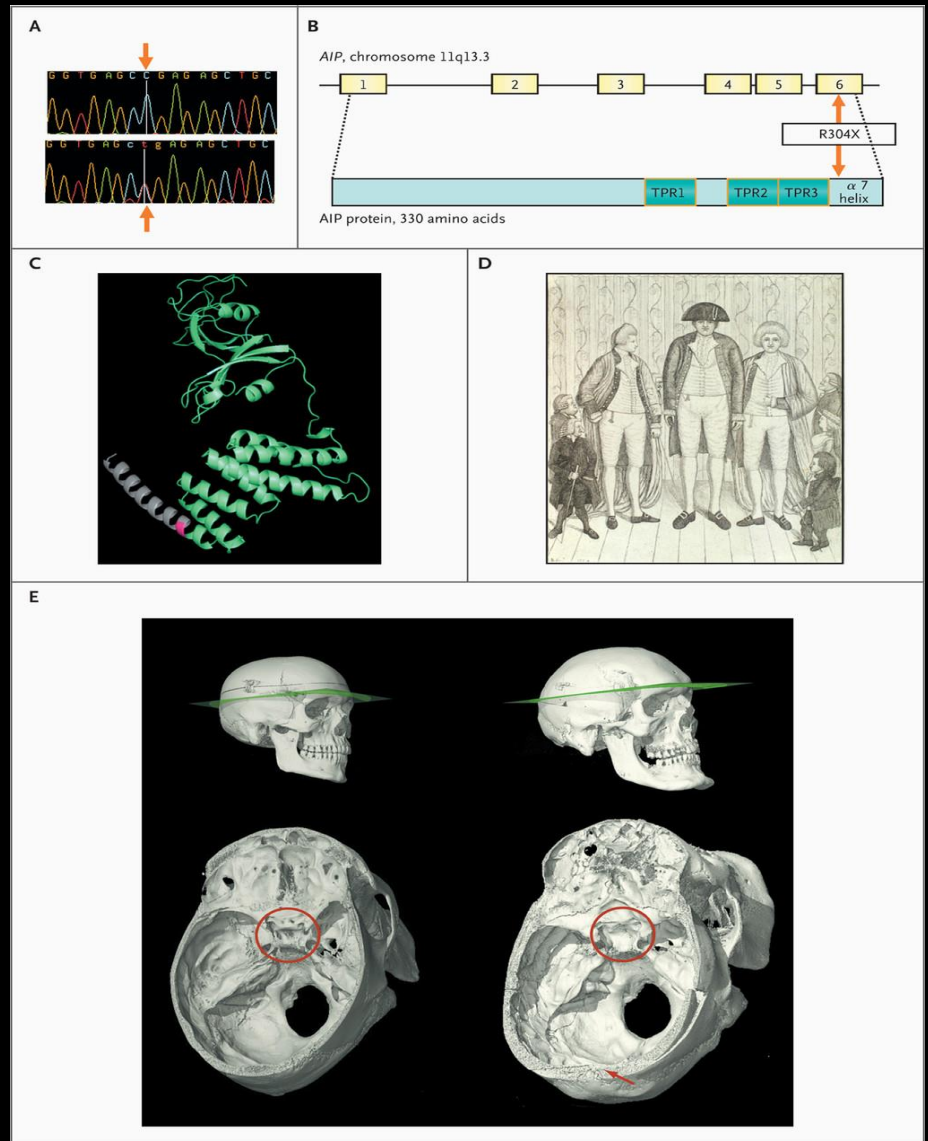 A
G G T G A G C C G A G A G C T G C
G G T G A G c t g A G A G C T G C
B
AIP, chromosome 11q13.3
1 2 3 4 5 6
R304X
TPR1 TPR2 TPR3 α 7
helix
AIP protein, 330 amino acids
C
D
E